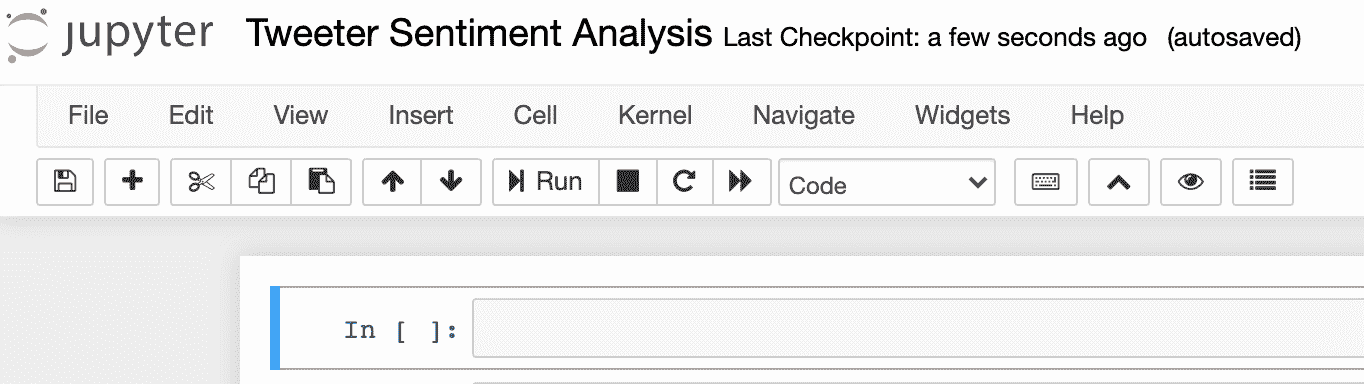 jupyter Tweeter Sentiment Analysis Last Checkpoint: a few seconds ago (autosaved)
File Edit View Insert Cell Kernel Navigate Widgets Help
Run Code
In [ ]: